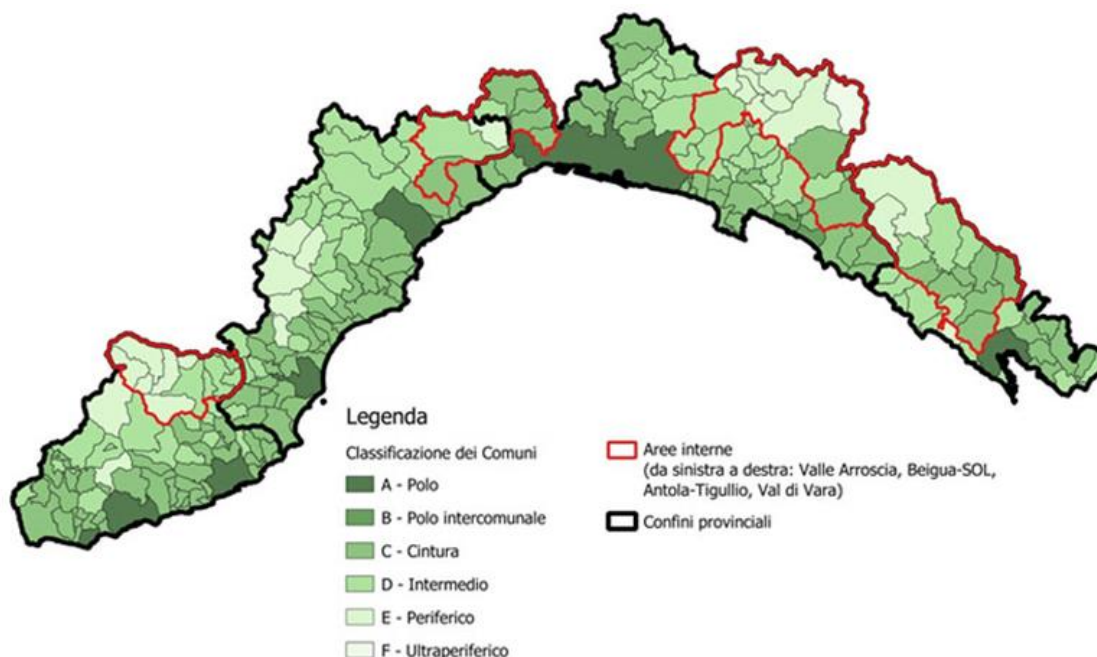 Legenda
Classificazione dei Comuni
A - Polo
B - Polo intercomunale
C - Cintura
D - Intermedio
E - Periferico
F - Ultraperiferico
Aree interne
(da sinistra a destra: Valle Arroscia, Beigua-SOL,
Antola-Tigullio, Val di Vara)
Confini provinciali